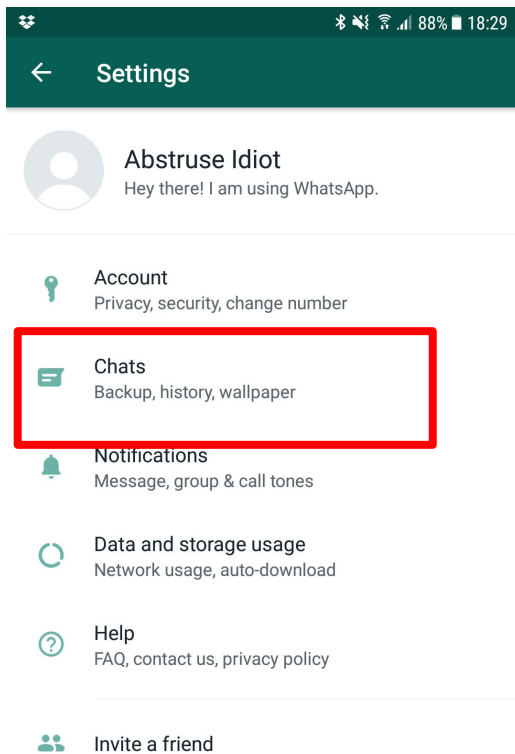 88% 18:29
Settings
Abstruse Idiot
Hey there! I am using WhatsApp.
Account
Privacy, security, change number
Chats
Backup, history, wallpaper
Notifications
Message, group & call tones
Data and storage usage
Network usage, auto-download
Help
FAQ, contact us, privacy policy
Invite a friend